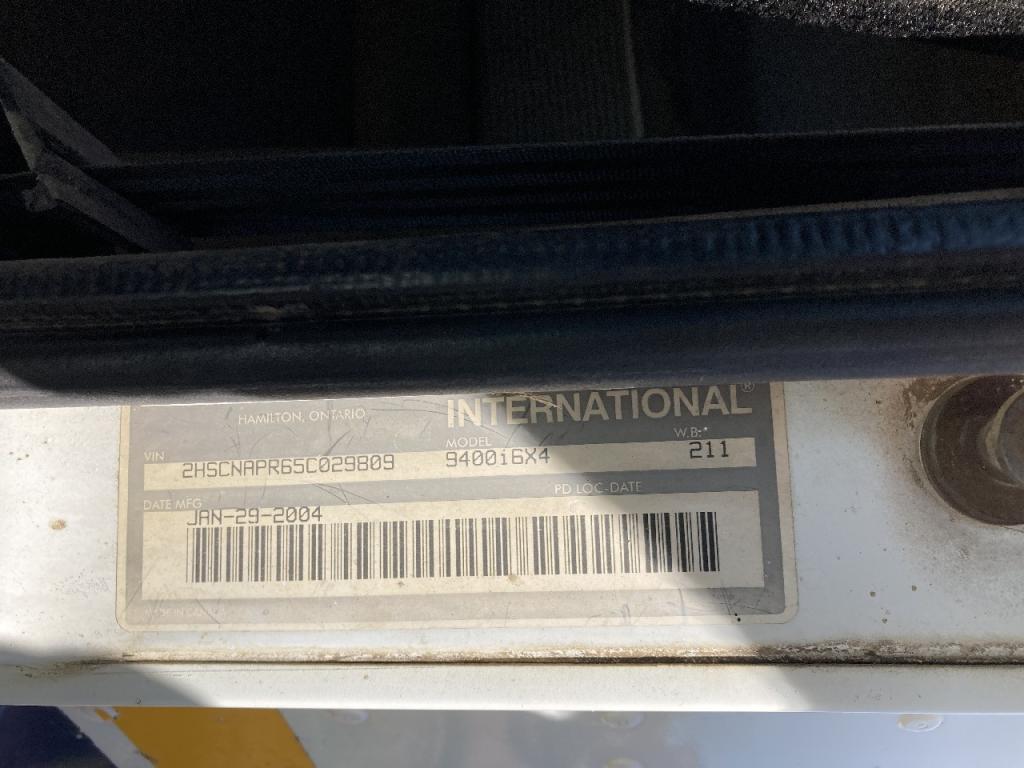 HAMILTON, ONTARIO
INTERNATIONAL®
VIN MODEL W.B.
2HSCNAPR65C029809 9400i6X4 211
DATE MFG PD LOC-DATE
JAN-29-2004